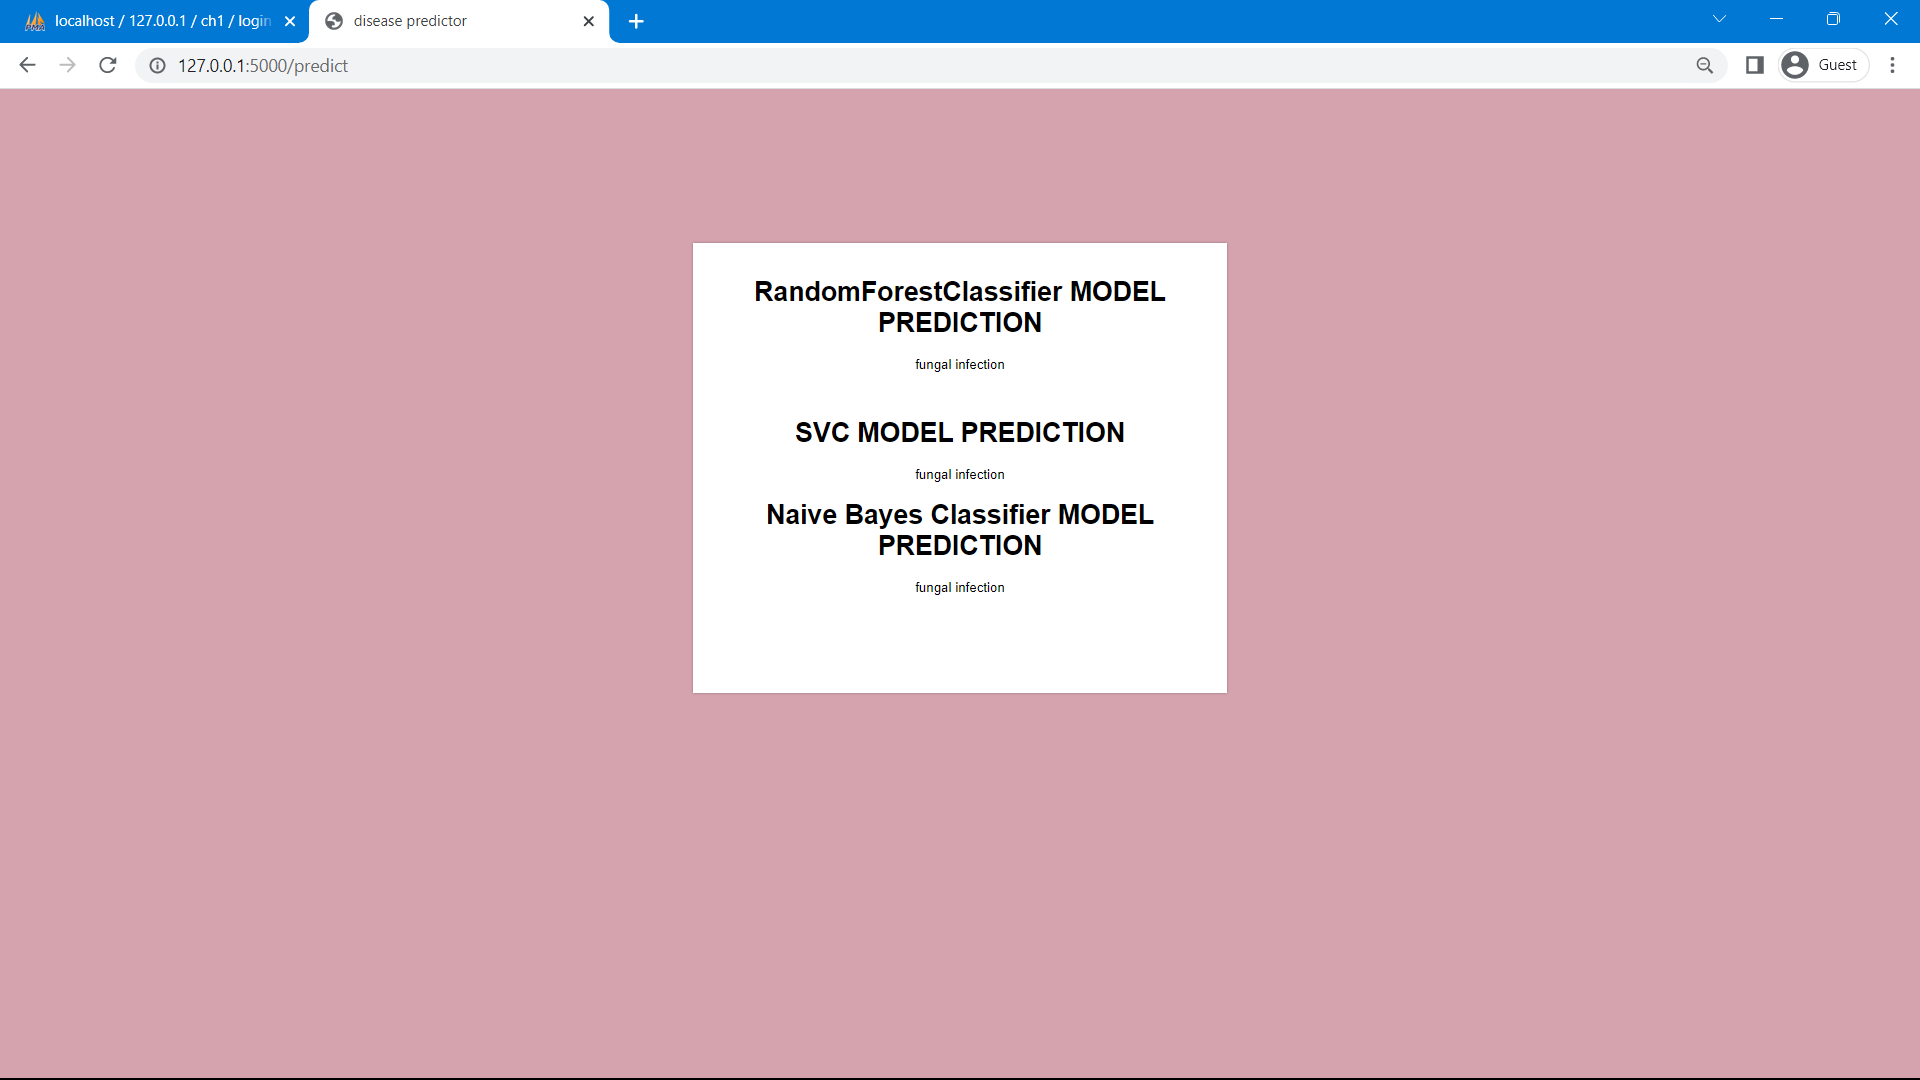 localhost / 127.0.0.1 / ch1 / login
disease predictor
127.0.0.1:5000/predict
Guest
RandomForestClassifier MODEL
PREDICTION
fungal infection
SVC MODEL PREDICTION
fungal infection
Naive Bayes Classifier MODEL
PREDICTION
fungal infection